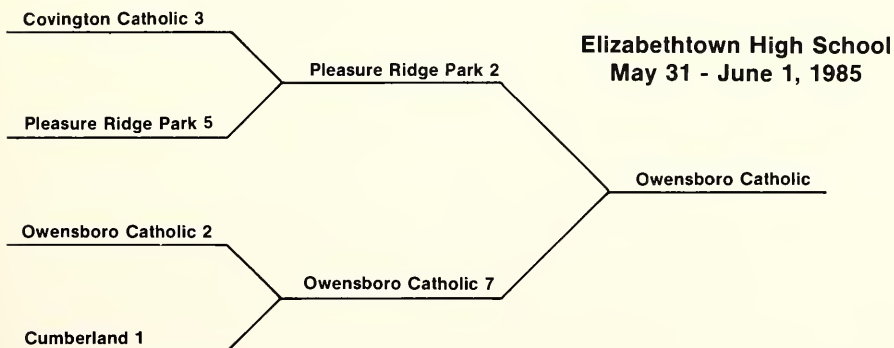 Covington Catholic 3
Elizabethtown High School
May 31 - June 1, 1985
Pleasure Ridge Park 2
Pleasure Ridge Park 5
Owensboro Catholic
Owensboro Catholic 2
Owensboro Catholic 7
Cumberland 1